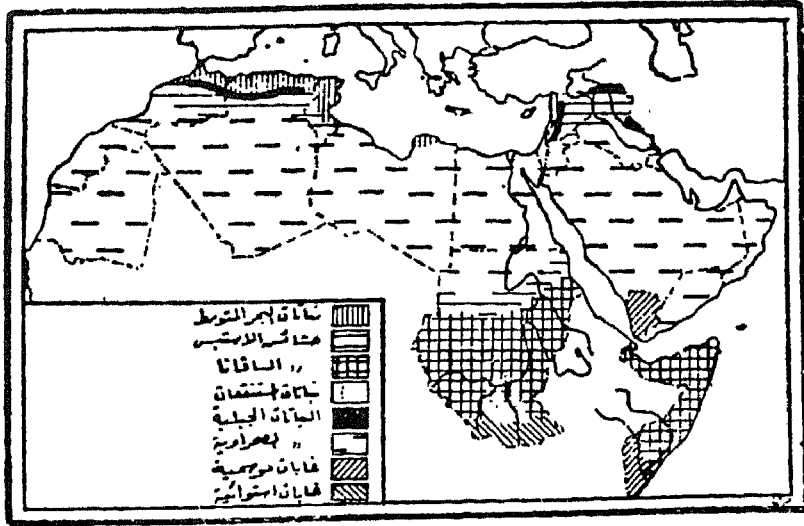 نباتات البحر المتوسط
حشائش الاستبس
〃 السافانا
نباتات المستنقعات
النباتات الجبلية
〃 الصحراوية
غابات موسمية
غابات استوائية